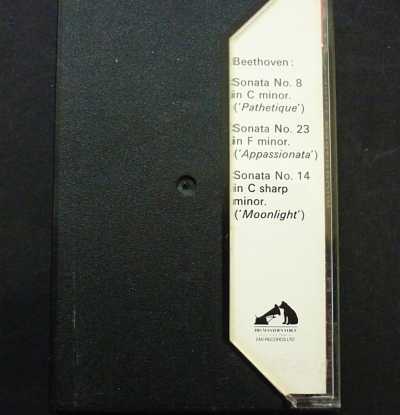 Beethoven:
Sonata No. 8
in C minor.
('Pathetique')
Sonata No. 23
in F minor.
('Appassionata')
Sonata No. 14
in C sharp
minor.
('Moonlight')
HIS MASTER'S VOICE
EMI RECORDS LTD